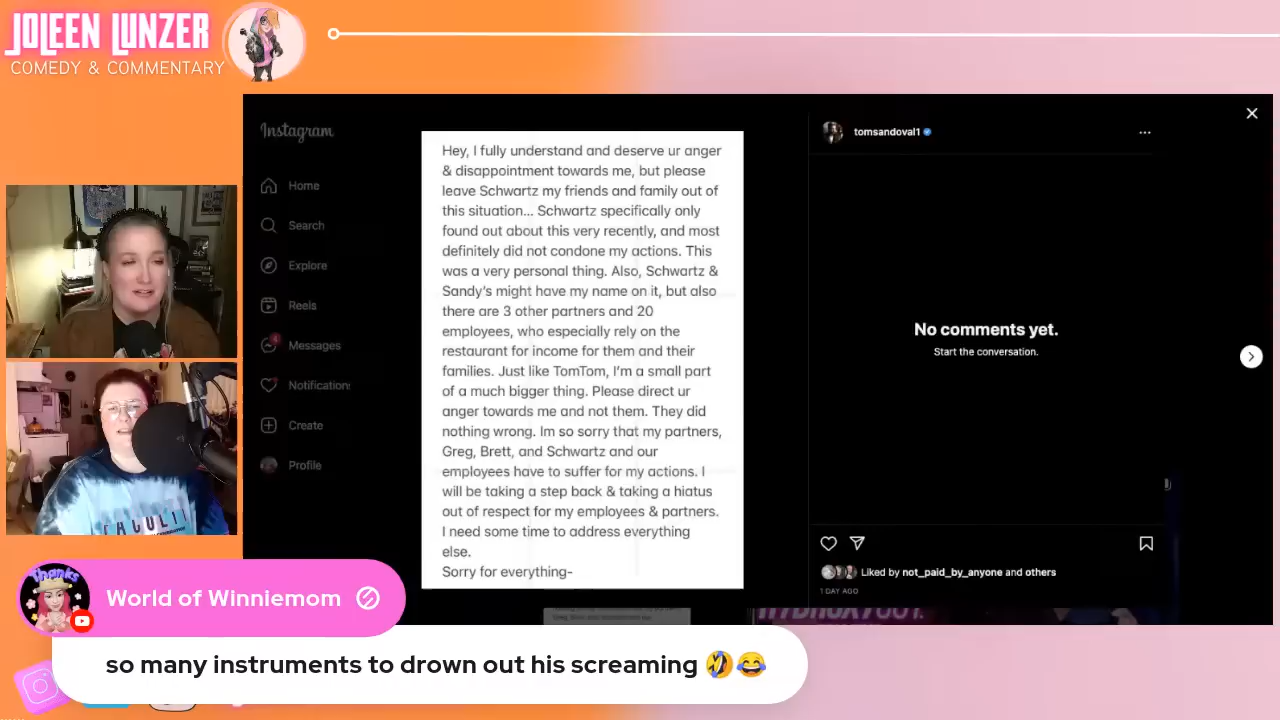 JOLEEN LUNZER
COMEDY & COMMENTARY
Instagram
Home
Search
Explore
Reels
Messages
Notifications
Create
Profile
Hey, I fully understand and deserve ur anger
& disappointment towards me, but please
leave Schwartz my friends and family out of
this situation... Schwartz specifically only
found out about this very recently, and most
definitely did not condone my actions. This
was a very personal thing. Also, Schwartz &
Sandy's might have my name on it, but also
there are 3 other partners and 20
employees, who especially rely on the
restaurant for income for them and their
families. Just like TomTom, I'm a small part
of a much bigger thing. Please direct ur
anger towards me and not them. They did
nothing wrong. Im so sorry that my partners,
Greg, Brett, and Schwartz and our
employees have to suffer for my actions. I
will be taking a step back & taking a hiatus
out of respect for my employees & partners.
I need some time to address everything
else.
Sorry for everything-
tomsandoval1
No comments yet.
Start the conversation.
Liked by not_paid_by_anyone and others
1 DAY AGO
Thanks
World of Winniemom
so many instruments to drown out his screaming 🤣😂